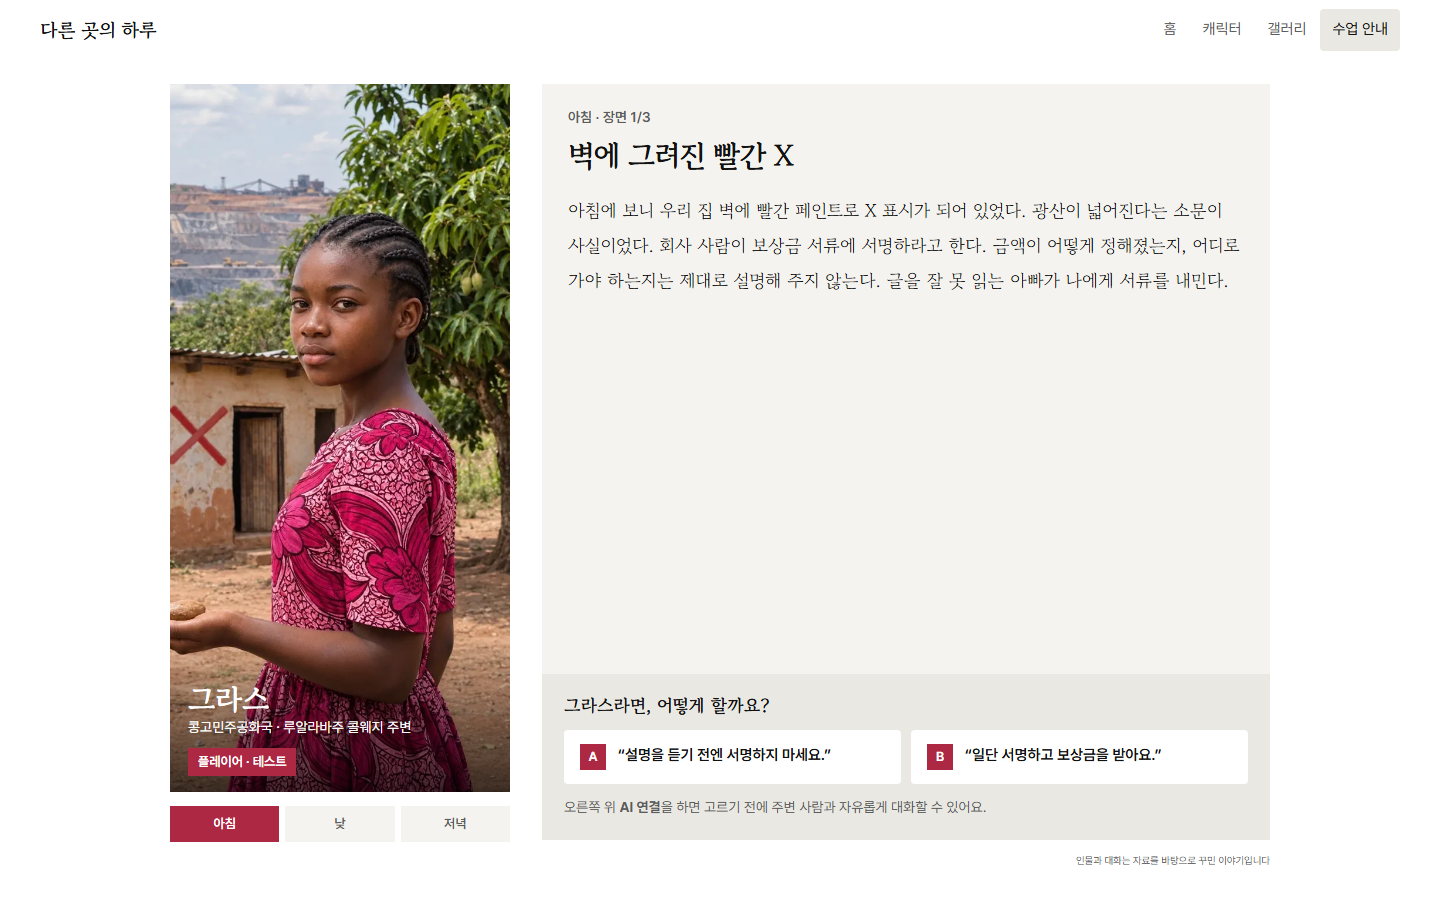 다른 곳의 하루
홈 캐릭터 갤러리 수업 안내
아침 · 장면 1/3
벽에 그려진 빨간 X
아침에 보니 우리 집 벽에 빨간 페인트로 X 표시가 되어 있었다. 광산이 넓어진다는 소문이
사실이었다. 회사 사람이 보상금 서류에 서명하라고 한다. 금액이 어떻게 정해졌는지, 어디로
가야 하는지는 제대로 설명해 주지 않는다. 글을 잘 못 읽는 아빠가 나에게 서류를 내민다.
그라스
콩고민주공화국 · 루알라바주 콜웨지 주변
플레이어 · 테스트
아침 낮 저녁
그라스라면, 어떻게 할까요?
A “설명을 듣기 전엔 서명하지 마세요.”
B “일단 서명하고 보상금을 받아요.”
오른쪽 위 AI 연결을 하면 고르기 전에 주변 사람과 자유롭게 대화할 수 있어요.
인물과 대화는 자료를 바탕으로 꾸민 이야기입니다